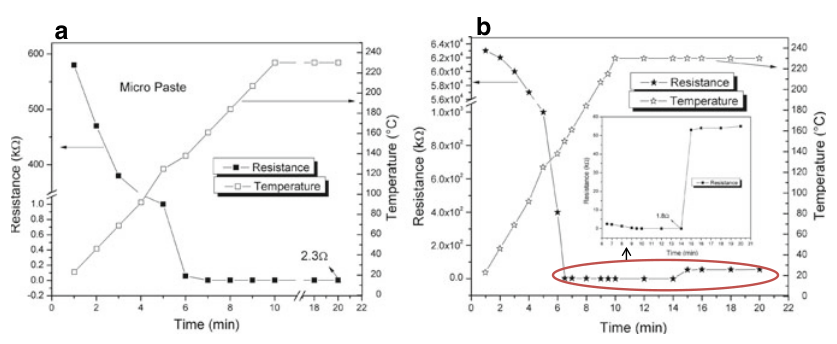 a
Micro Paste
Resistance (kΩ)
600
500
400
1.0
0.8
0.6
0.4
0.2
0.0
-0.2
Resistance
Temperature
2.3Ω
240
220
200
180
160
140
120
100
80
60
40
20
0
Temperature (°C)
0 2 4 6 8 10 18 20 22
Time (min)
b
Resistance (kΩ)
6.4x10⁴
6.2x10⁴
6.0x10⁴
5.8x10⁴
5.6x10⁴
1.0x10³
8.0x10²
6.0x10²
4.0x10²
2.0x10²
0.0
Resistance
Temperature
Resistance (kΩ)
Resistance
1.8Ω
Time (min)
240
220
200
180
160
140
120
100
80
60
40
20
0
Temperature (°C)
0 2 4 6 8 10 12 14 16 18 20 22
Time (min)